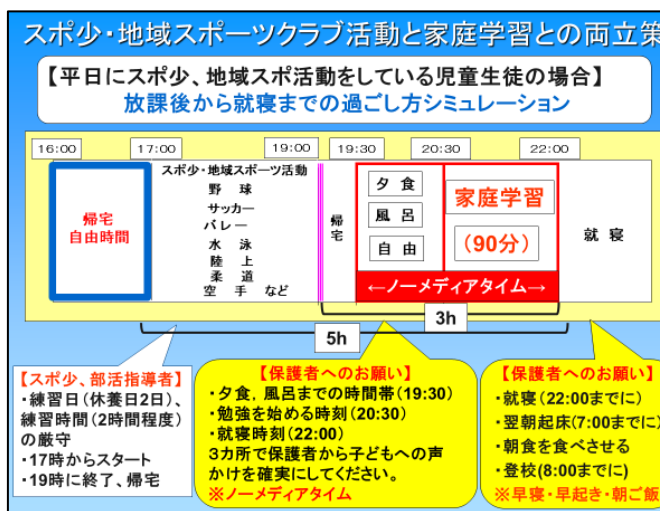 スポ少・地域スポーツクラブ活動と家庭学習との両立策
【平日にスポ少、地域スポ活動をしている児童生徒の場合】
放課後から就寝までの過ごし方シミュレーション
16:00 17:00 19:00 19:30 20:30 22:00
帰宅
自由時間
スポ少・地域スポーツ活動
野 球
サッカー
バレー
水 泳
陸 上
柔 道
空 手 など
帰宅
夕 食
風 呂
自 由
家庭学習
(90分)
就 寝
←ノーメディアタイム→
3h
5h
【スポ少、部活指導者】
・練習日(休養日2日)、
練習時間(2時間程度)
の厳守
・17時からスタート
・19時に終了、帰宅
【保護者へのお願い】
・夕食，風呂までの時間帯(19:30)
・勉強を始める時刻(20:30)
・就寝時刻(22:00)
３カ所で保護者から子どもへの声
かけを確実にしてください。
※ノーメディアタイム
【保護者へのお願い】
・就寝(22:00までに)
・翌朝起床(7:00までに)
・朝食を食べさせる
・登校(8:00までに)
※早寝・早起き・朝ご飯